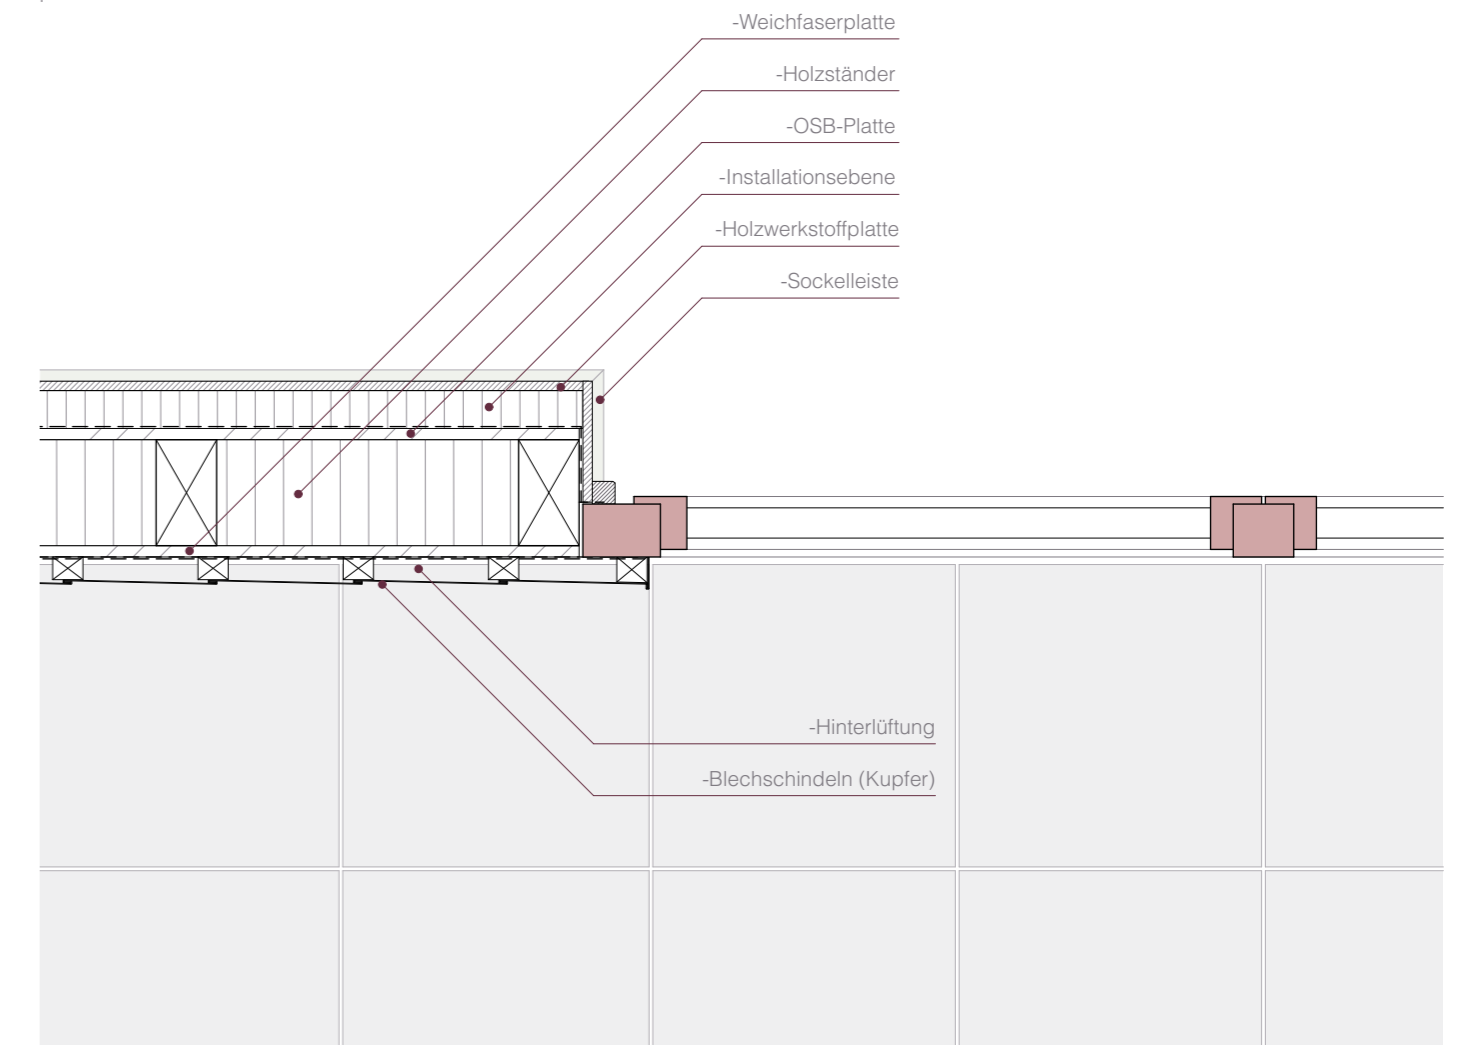 -Weichfaserplatte
-Holzständer
-OSB-Platte
-Installationsebene
-Holzwerkstoffplatte
-Sockelleiste
-Hinterlüftung
-Blechschindeln (Kupfer)